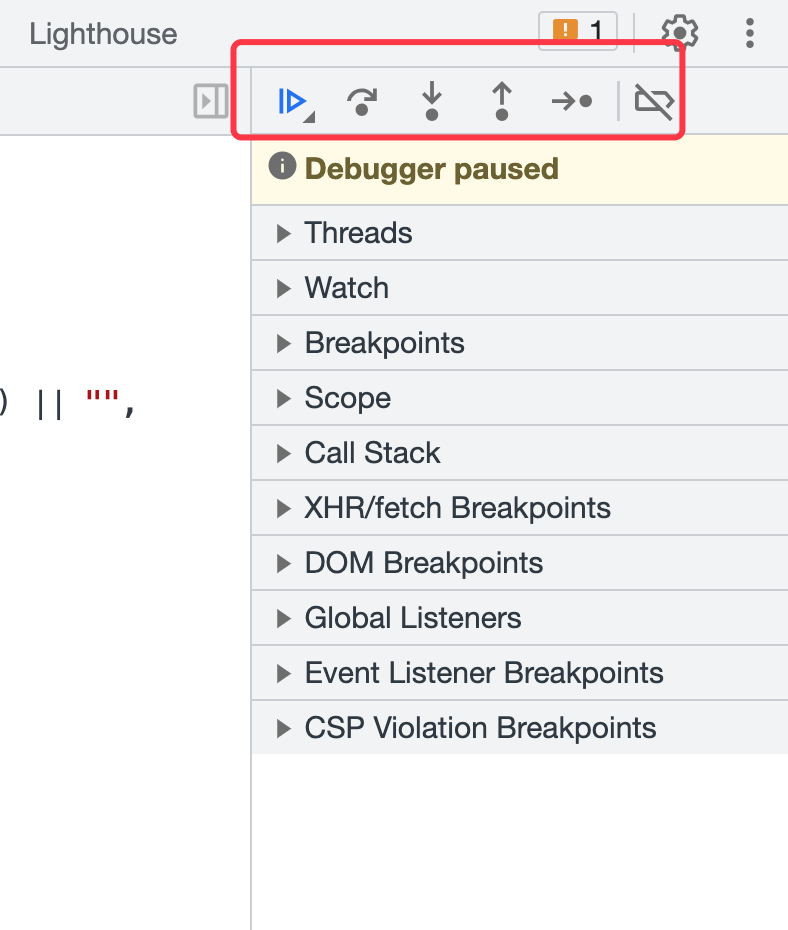 Lighthouse
1
Debugger paused
Threads
Watch
Breakpoints
Scope
) || "",
Call Stack
XHR/fetch Breakpoints
DOM Breakpoints
Global Listeners
Event Listener Breakpoints
CSP Violation Breakpoints